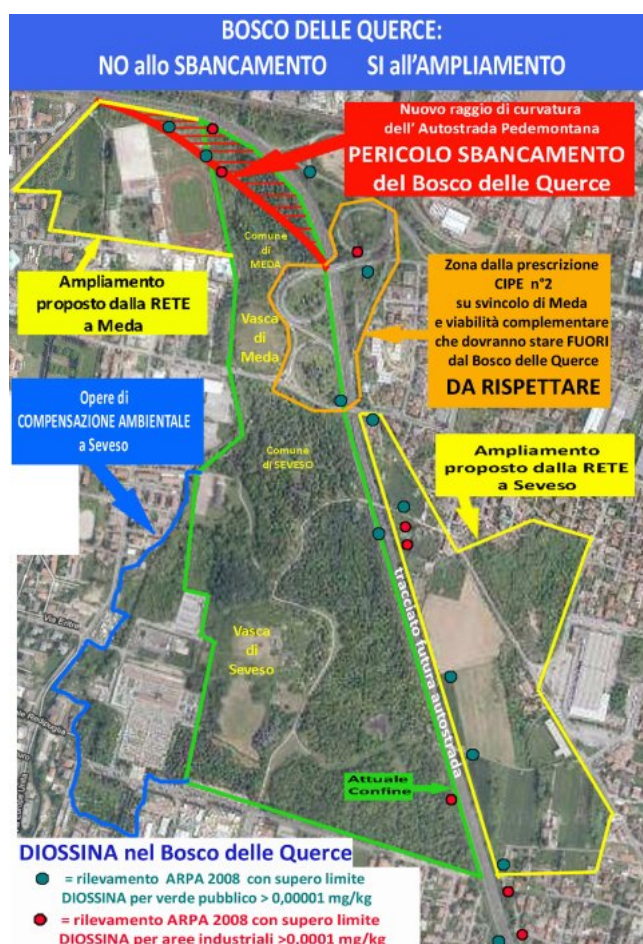 BOSCO DELLE QUERCE:
NO allo SBANCAMENTO SI all'AMPLIAMENTO
Nuovo raggio di curvatura
dell' Autostrada Pedemontana
PERICOLO SBANCAMENTO
del Bosco delle Querce
Comune
di
MEDA
Ampliamento
proposto dalla RETE
a Meda
Vasca
di
Meda
Zona dalla prescrizione
CIPE n°2
su svincolo di Meda
e viabilità complementare
che dovranno stare FUORI
dal Bosco delle Querce
DA RISPETTARE
Opere di
COMPENSAZIONE AMBIENTALE
a Seveso
Comune
di SEVESO
Ampliamento
proposto dalla RETE
a Seveso
tracciato futura autostrada
Via Eritre
Vasca
di
Seveso
Attuale
Confine
DIOSSINA nel Bosco delle Querce
= rilevamento ARPA 2008 con supero limite
DIOSSINA per verde pubblico > 0,00001 mg/kg
= rilevamento ARPA 2008 con supero limite
DIOSSINA per aree industriali >0,0001 mg/kg